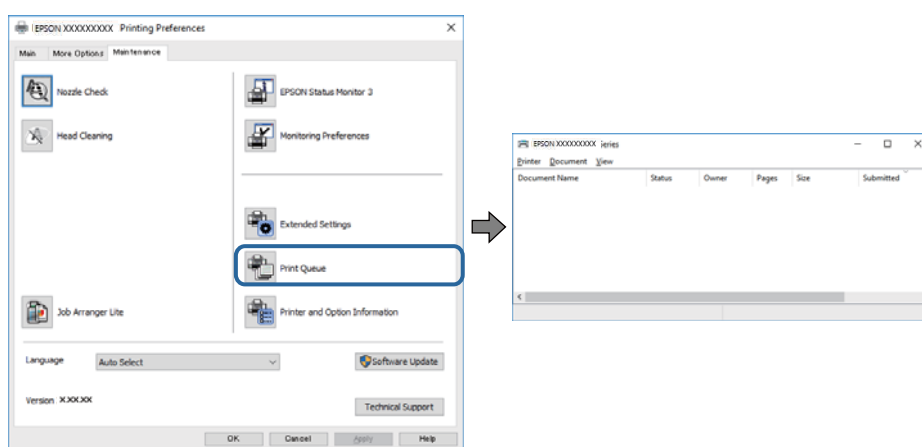 EPSON XXXXXXXXX Printing Preferences
Main More Options Maintenance
Nozzle Check
EPSON Status Monitor 3
Head Cleaning
Monitoring Preferences
Extended Settings
Print Queue
Job Arranger Lite
Printer and Option Information
Language Auto Select
Software Update
Version X.XX.XX
Technical Support
OK Cancel Apply Help
EPSON XXXXXXXXX ieries
Printer Document View
Document Name Status Owner Pages Size Submitted